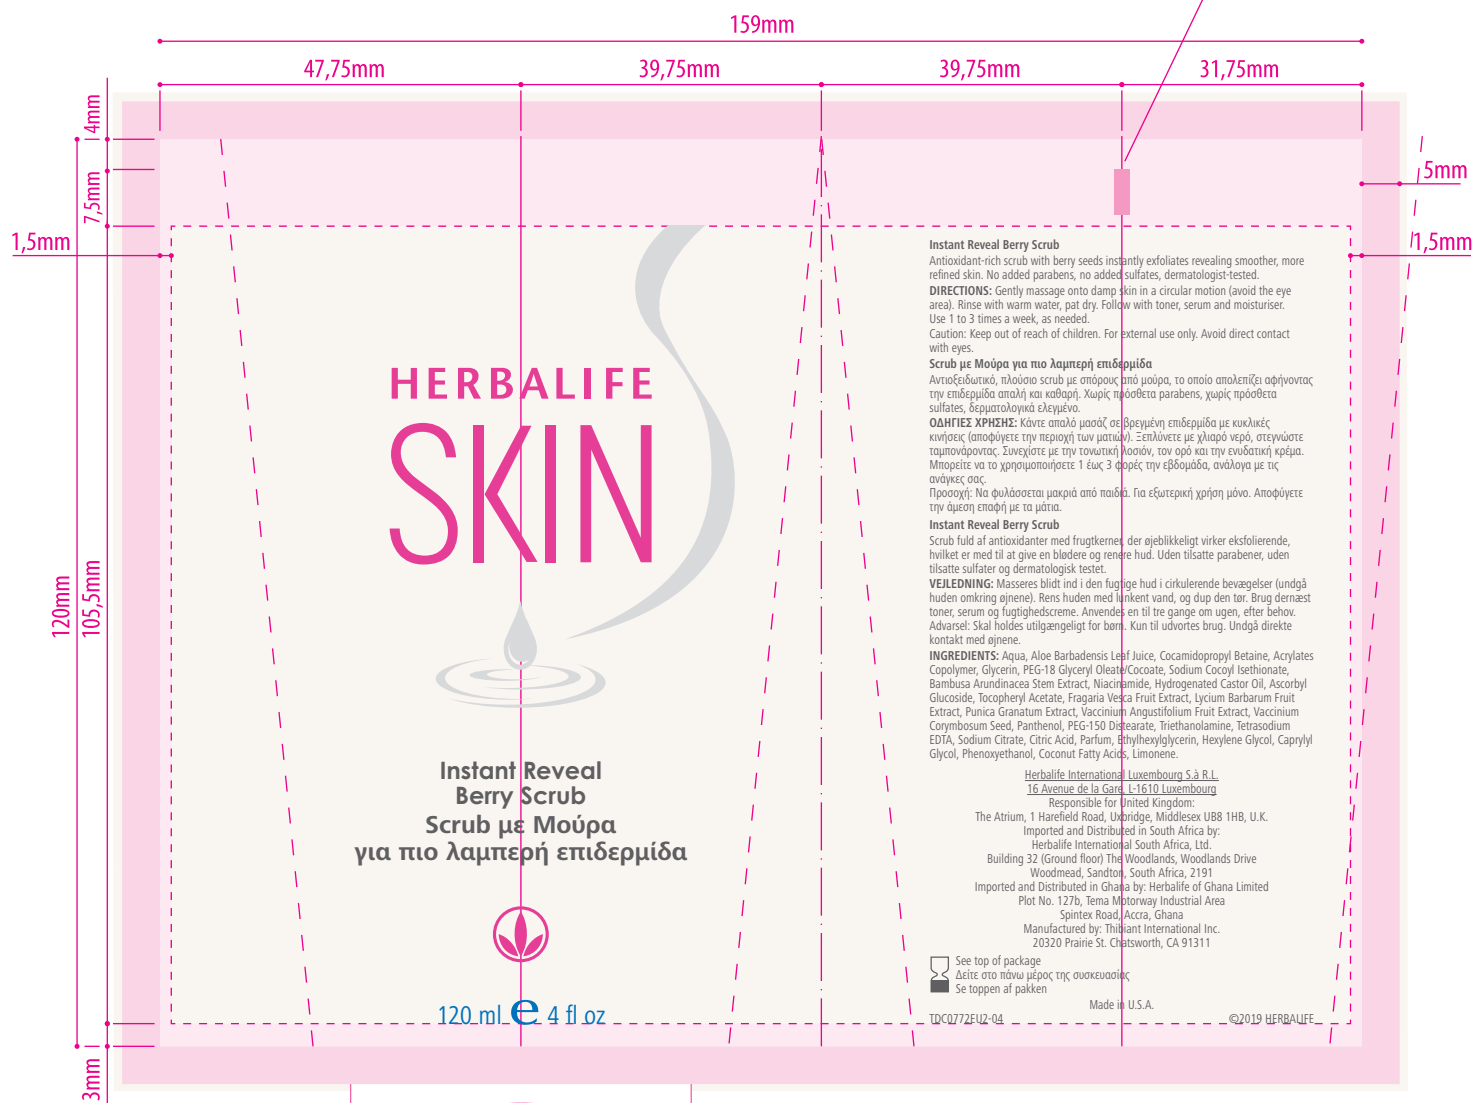 159mm
47,75mm
39,75mm
39,75mm
31,75mm
4mm
7,5mm
1,5mm
5mm
1,5mm
120mm
105,5mm
3mm
HERBALIFE
SKIN
Instant Reveal
Berry Scrub
Scrub με Μούρα
για πιο λαμπερή επιδερμίδα
120 ml e 4 fl oz
Instant Reveal Berry Scrub
Antioxidant-rich scrub with berry seeds instantly exfoliates revealing smoother, more
refined skin. No added parabens, no added sulfates, dermatologist-tested.
DIRECTIONS: Gently massage onto damp skin in a circular motion (avoid the eye
area). Rinse with warm water, pat dry. Follow with toner, serum and moisturiser.
Use 1 to 3 times a week, as needed.
Caution: Keep out of reach of children. For external use only. Avoid direct contact
with eyes.
Scrub με Μούρα για πιο λαμπερή επιδερμίδα
Αντιοξειδωτικό, πλούσιο scrub με σπόρους από μούρα, το οποίο απολεπίζει αφήνοντας
την επιδερμίδα απαλή και καθαρή. Χωρίς πρόσθετα parabens, χωρίς πρόσθετα
sulfates, δερματολογικά ελεγμένο.
ΟΔΗΓΙΕΣ ΧΡΗΣΗΣ: Κάντε απαλό μασάζ σε βρεγμένη επιδερμίδα με κυκλικές
κινήσεις (αποφύγετε την περιοχή των ματιών). Ξεπλύνετε με χλιαρό νερό, στεγνώστε
ταμπονάροντας. Συνεχίστε με την τονωτική λοσιόν, τον ορό και την ενυδατική κρέμα.
Μπορείτε να το χρησιμοποιήσετε 1 έως 3 φορές την εβδομάδα, ανάλογα με τις
ανάγκες σας.
Προσοχή: Να φυλάσσεται μακριά από παιδιά. Για εξωτερική χρήση μόνο. Αποφύγετε
την άμεση επαφή με τα μάτια.
Instant Reveal Berry Scrub
Scrub fuld af antioxidanter med frugtkerner, der øjeblikkeligt virker eksfolierende,
hvilket er med til at give en blødere og renere hud. Uden tilsatte parabener, uden
tilsatte sulfater og dermatologisk testet.
VEJLEDNING: Masseres blidt ind i den fugtige hud i cirkulerende bevægelser (undgå
huden omkring øjnene). Rens huden med lunkent vand, og dup den tør. Brug dernæst
toner, serum og fugtighedscreme. Anvendes en til tre gange om ugen, efter behov.
Advarsel: Skal holdes utilgængeligt for børn. Kun til udvortes brug. Undgå direkte
kontakt med øjnene.
INGREDIENTS: Aqua, Aloe Barbadensis Leaf Juice, Cocamidopropyl Betaine, Acrylates
Copolymer, Glycerin, PEG-18 Glyceryl Oleate/Cocoate, Sodium Cocoyl Isethionate,
Bambusa Arundinacea Stem Extract, Niacinamide, Hydrogenated Castor Oil, Ascorbyl
Glucoside, Tocopheryl Acetate, Fragaria Vesca Fruit Extract, Lycium Barbarum Fruit
Extract, Punica Granatum Extract, Vaccinium Angustifolium Fruit Extract, Vaccinium
Corymbosum Seed, Panthenol, PEG-150 Distearate, Triethanolamine, Tetrasodium
EDTA, Sodium Citrate, Citric Acid, Parfum, Ethylhexylglycerin, Hexylene Glycol, Caprylyl
Glycol, Phenoxyethanol, Coconut Fatty Acids, Limonene.
Herbalife International Luxembourg S.à R.L.
16 Avenue de la Gare, L-1610 Luxembourg
Responsible for United Kingdom:
The Atrium, 1 Harefield Road, Uxbridge, Middlesex UB8 1HB, U.K.
Imported and Distributed in South Africa by:
Herbalife International South Africa, Ltd.
Building 32 (Ground floor) The Woodlands, Woodlands Drive
Woodmead, Sandton, South Africa, 2191
Imported and Distributed in Ghana by: Herbalife of Ghana Limited
Plot No. 127b, Tema Motorway Industrial Area
Spintex Road, Accra, Ghana
Manufactured by: Thibiant International Inc.
20320 Prairie St. Chatsworth, CA 91311
See top of package
Δείτε στο πάνω μέρος της συσκευασίας
Se toppen af pakken
Made in U.S.A.
TDC0772EU2-04 ©2019 HERBALIFE